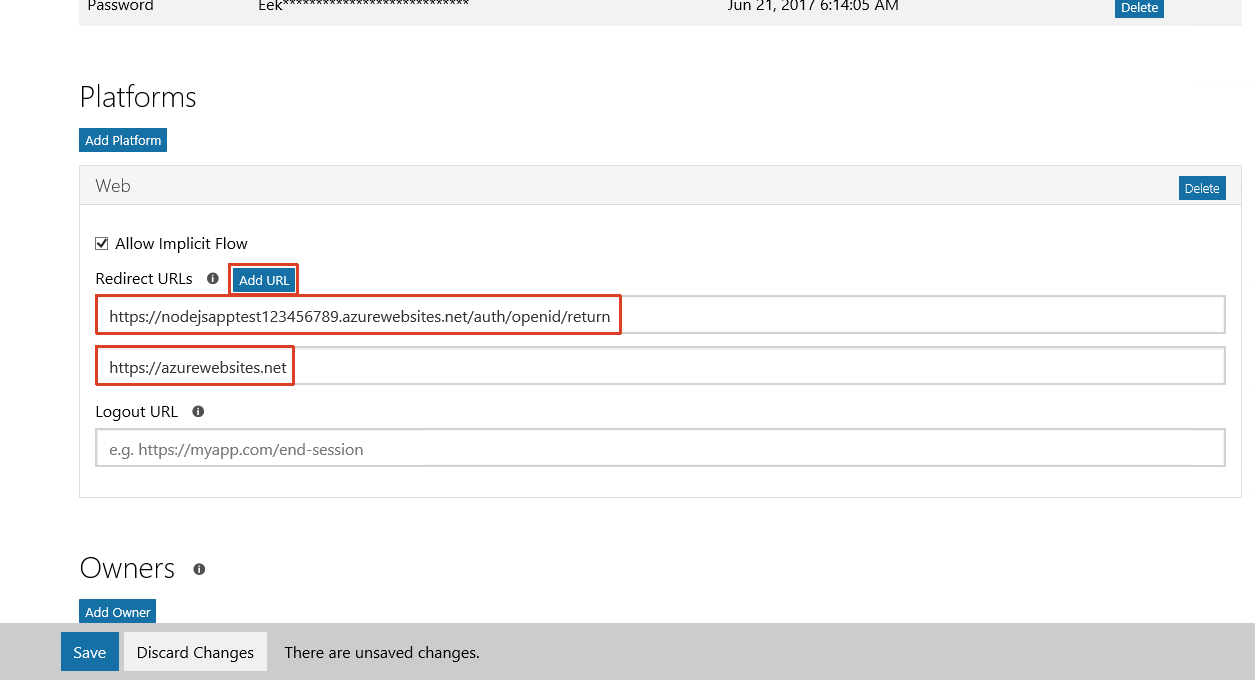 Password Eek**************************** Jun 21, 2017 6:14:05 AM Delete
Platforms
Add Platform
Web Delete
Allow Implicit Flow
Redirect URLs Add URL
https://nodejsapptest123456789.azurewebsites.net/auth/openid/return
https://azurewebsites.net
Logout URL
e.g. https://myapp.com/end-session
Owners
Add Owner
Save Discard Changes There are unsaved changes.